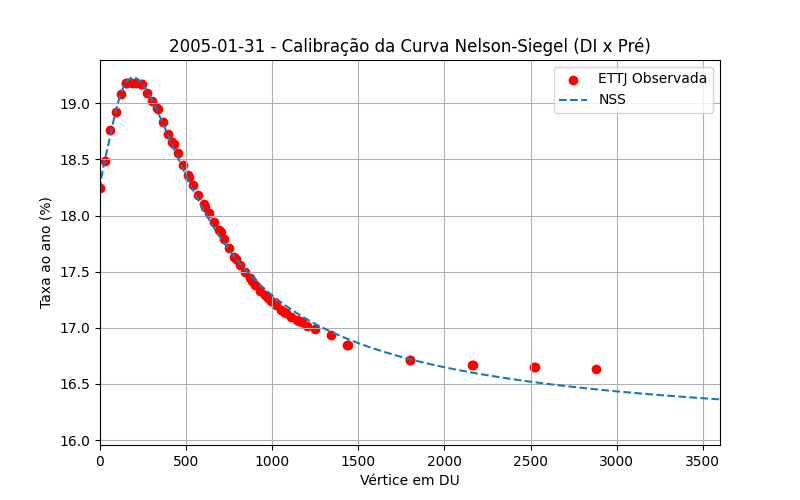 2005-01-31 - Calibração da Curva Nelson-Siegel (DI x Pré)
ETTJ Observada
NSS
Taxa ao ano (%)
19.0
18.5
18.0
17.5
17.0
16.5
16.0
0 500 1000 1500 2000 2500 3000 3500
Vértice em DU